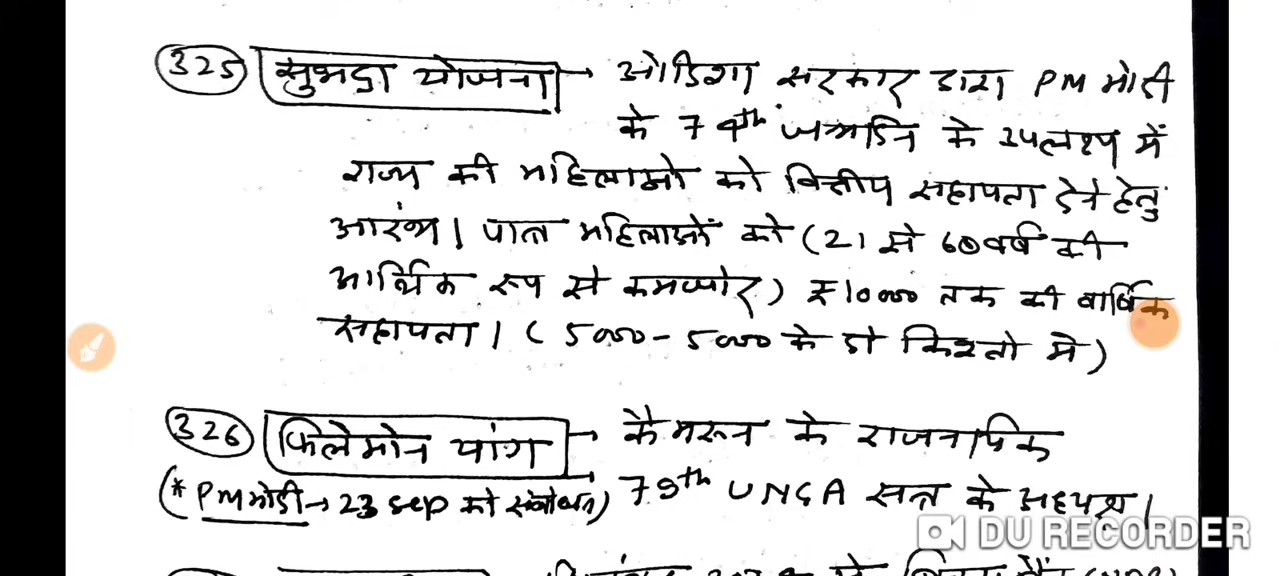 325 सुभद्रा योजना → ओडिशा सरकार द्वारा PM मोदी
के 74th जन्मदिन के उपलक्ष्य में
राज्य की महिलाओं को वित्तीय सहायता देने हेतु
आरंभ। पात्र महिलाओं को (21 से 60 वर्ष की
आर्थिक रूप से कमजोर) ₹10000 तक की वार्षिक
सहायता। (5000-5000 के दो किश्तो में)
326 फिलेमोन यांग → कैमरून के राजनयिक
(* PM मोदी → 23 Sep को संबोधन) 79th UNGA सत्र के अध्यक्ष।
DU RECORDER